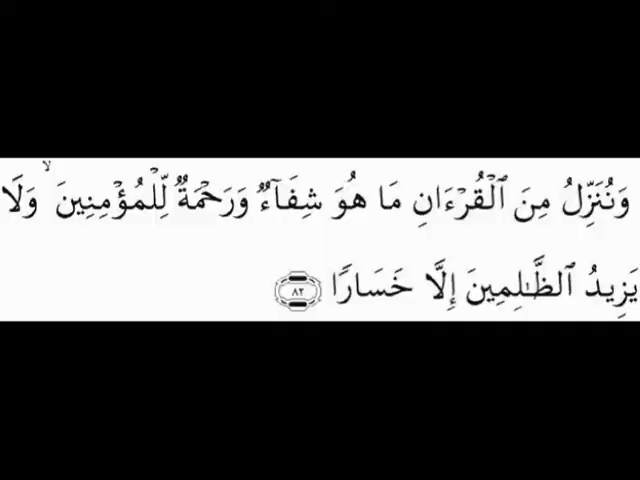 وَنُنَزِّلُ مِنَ ٱلْقُرْءَانِ مَا هُوَ شِفَآءٌ وَرَحْمَةٌ لِّلْمُؤْمِنِينَ ۙ وَلَا
يَزِيدُ ٱلظَّـٰلِمِينَ إِلَّا خَسَارًا ٨٢